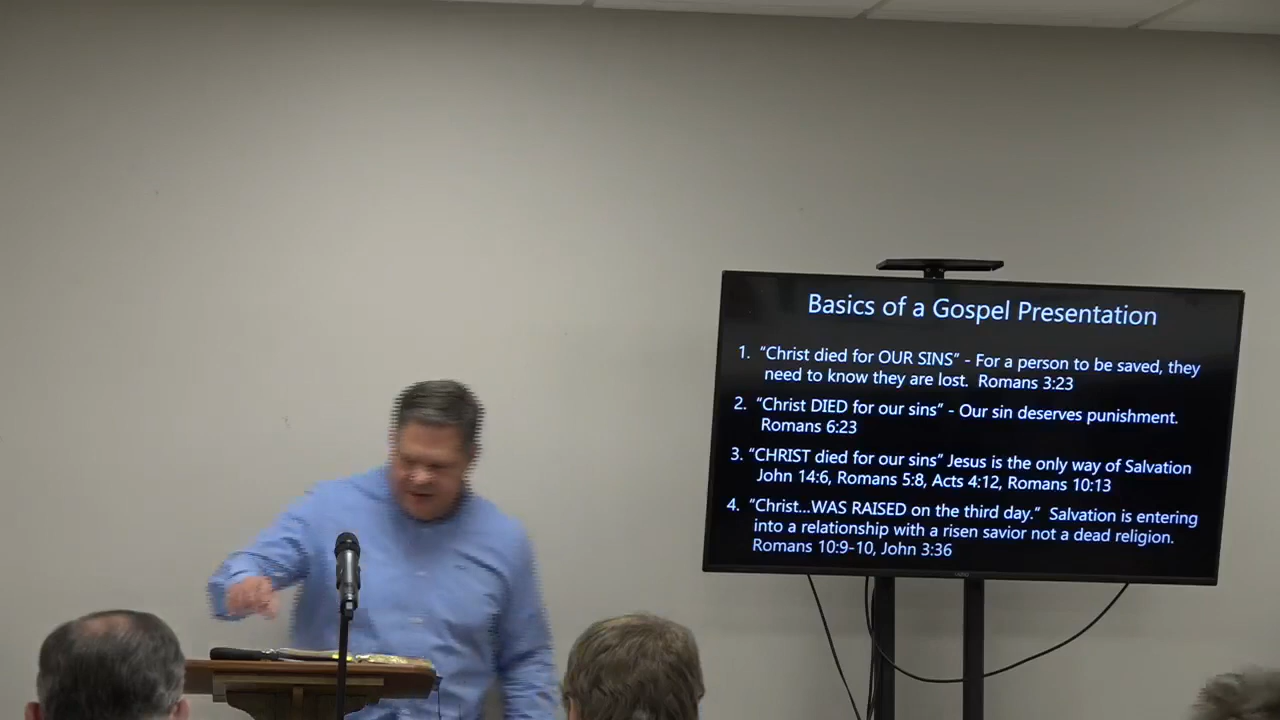 Basics of a Gospel Presentation
1. "Christ died for OUR SINS" - For a person to be saved, they
need to know they are lost. Romans 3:23
2. "Christ DIED for our sins" - Our sin deserves punishment.
Romans 6:23
3. "CHRIST died for our sins" Jesus is the only way of Salvation
John 14:6, Romans 5:8, Acts 4:12, Romans 10:13
4. "Christ...WAS RAISED on the third day." Salvation is entering
into a relationship with a risen savior not a dead religion.
Romans 10:9-10, John 3:36